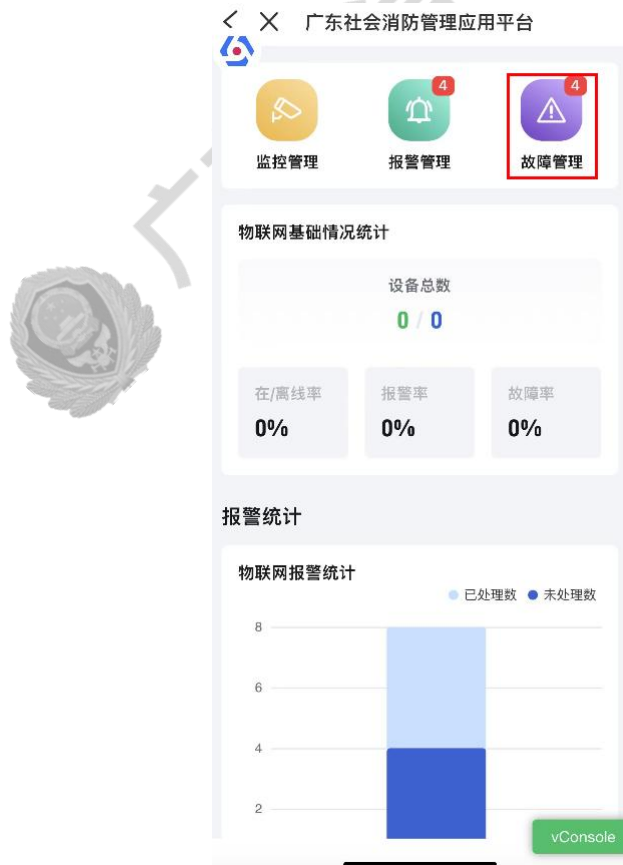 广东社会消防管理应用平台
4
4
监控管理
报警管理
故障管理
物联网基础情况统计
设备总数
0 / 0
在/离线率
报警率
故障率
0%
0%
0%
报警统计
物联网报警统计
已处理数
未处理数
8
6
4
2
vConsole
广